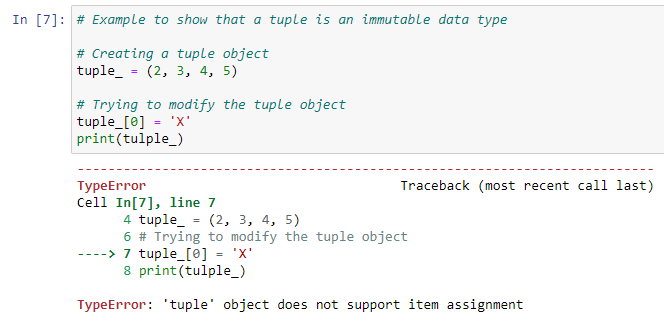 In [7]: # Example to show that a tuple is an immutable data type
# Creating a tuple object
tuple_ = (2, 3, 4, 5)
# Trying to modify the tuple object
tuple_[0] = 'X'
print(tulple_)
---------------------------------------------------------------------------
TypeError Traceback (most recent call last)
Cell In[7], line 7
4 tuple_ = (2, 3, 4, 5)
6 # Trying to modify the tuple object
----> 7 tuple_[0] = 'X'
8 print(tulple_)
TypeError: 'tuple' object does not support item assignment